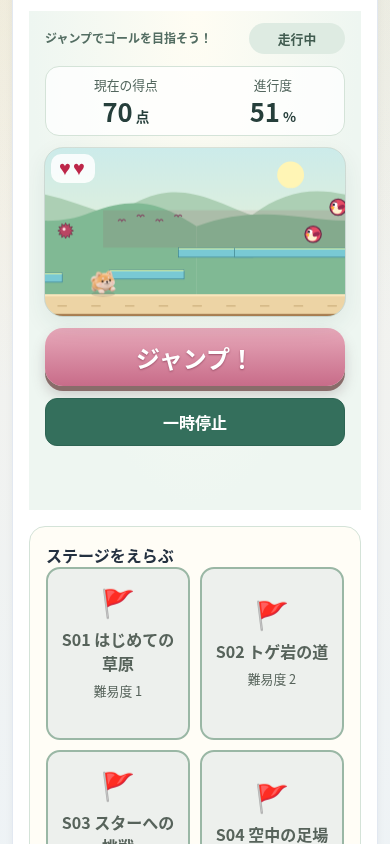 ジャンプでゴールを目指そう！
走行中
現在の得点
進行度
70 点
51 %
ジャンプ！
一時停止
ステージをえらぶ
S01 はじめての
草原
難易度 1
S02 トゲ岩の道
難易度 2
S03 スターへの
S04 空中の足場